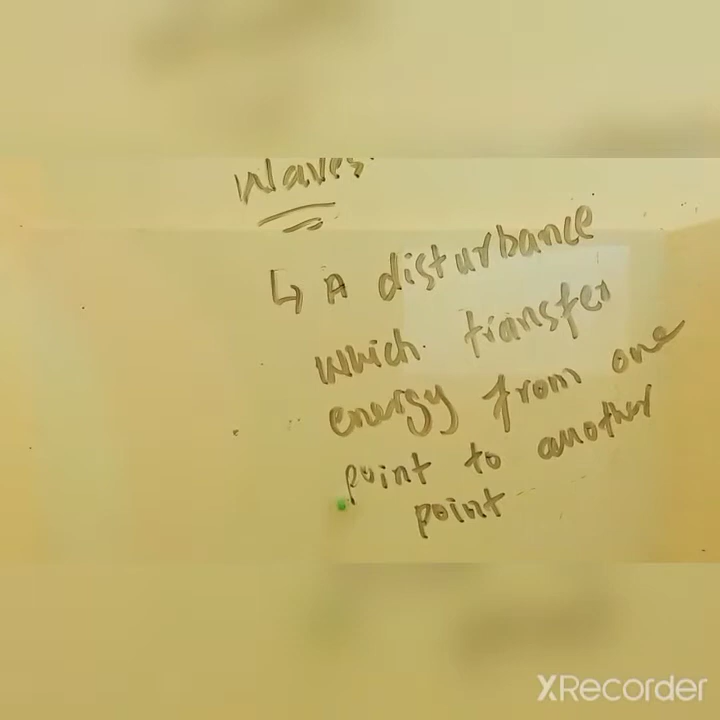 Waves.
↳ A disturbance
which transfer
energy from one
point to another
point
XRecorder